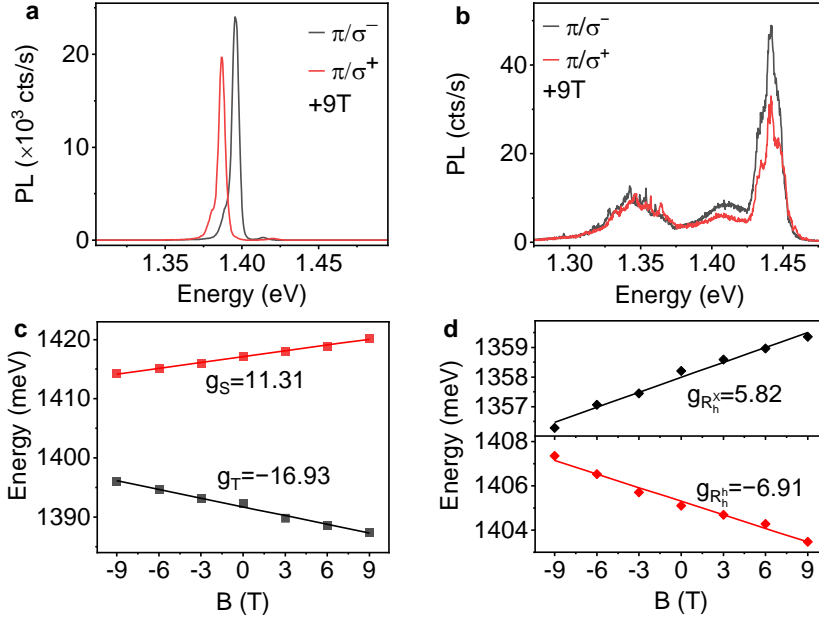 a
π/σ⁻
π/σ⁺
+9T
PL (×10³ cts/s)
20
10
0
1.35
1.40
1.45
Energy (eV)
b
π/σ⁻
π/σ⁺
+9T
PL (cts/s)
40
20
0
1.30
1.35
1.40
1.45
Energy (eV)
c
Energy (meV)
1420
1410
1400
1390
g_S=11.31
g_T=−16.93
-9 -6 -3 0 3 6 9
B (T)
d
Energy (meV)
1359
1358
1357
g_{R_h^X}=5.82
1408
1406
1404
g_{R_h^h}=−6.91
-9 -6 -3 0 3 6 9
B (T)